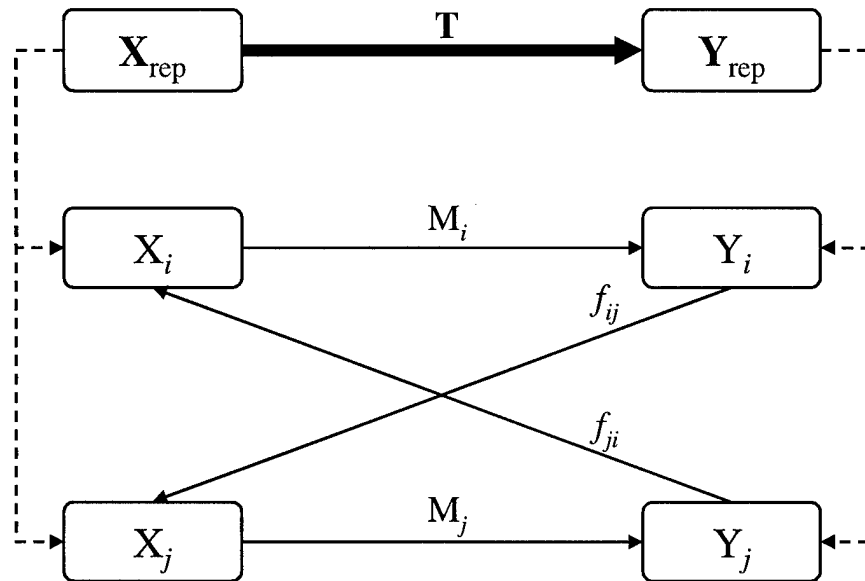 T
X_rep
Y_rep
M_i
X_i
Y_i
f_ij
f_ji
M_j
X_j
Y_j